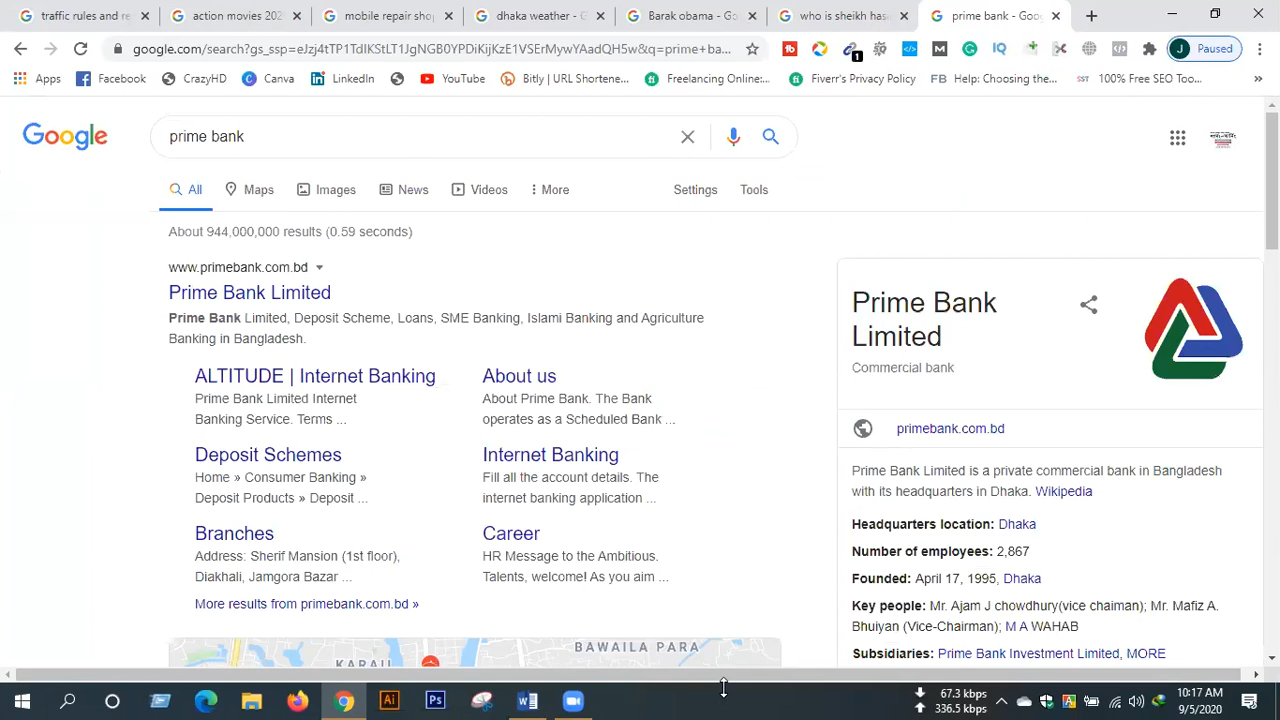 traffic rules and re
action movies 202
mobile repair shop
dhaka weather - G
Barak obama - Go
who is sheikh has
prime bank - Goo
google.com/search?gs_ssp=eJzj4tTP1TdIKStLT1JgNGB0YPDiKijKzE1VSErMywYAadQH5w&q=prime+ba...
1
J Paused
Apps
Facebook
CrazyHD
Canva
LinkedIn
YouTube
Bitly | URL Shortene...
Freelancing Online:...
Fiverr's Privacy Policy
FB Help: Choosing the...
SST 100% Free SEO Too...
»
Google
prime bank
All
Maps
Images
News
Videos
More
Settings
Tools
About 944,000,000 results (0.59 seconds)
www.primebank.com.bd
Prime Bank Limited
Prime Bank Limited, Deposit Scheme, Loans, SME Banking, Islami Banking and Agriculture
Banking in Bangladesh.
ALTITUDE | Internet Banking
Prime Bank Limited Internet
Banking Service. Terms ...
About us
About Prime Bank. The Bank
operates as a Scheduled Bank ...
Deposit Schemes
Home » Consumer Banking »
Deposit Products » Deposit ...
Internet Banking
Fill all the account details. The
internet banking application ...
Branches
Address: Sherif Mansion (1st floor),
Diakhali, Jamgora Bazar ...
Career
HR Message to the Ambitious.
Talents, welcome! As you aim ...
More results from primebank.com.bd »
BAWAILA PARA
KARAIL
Prime Bank
Limited
Commercial bank
primebank.com.bd
Prime Bank Limited is a private commercial bank in Bangladesh
with its headquarters in Dhaka. Wikipedia
Headquarters location: Dhaka
Number of employees: 2,867
Founded: April 17, 1995, Dhaka
Key people: Mr. Ajam J chowdhury(vice chaiman); Mr. Mafiz A.
Bhuiyan (Vice-Chairman); M A WAHAB
Subsidiaries: Prime Bank Investment Limited, MORE
67.3 kbps
336.5 kbps
10:17 AM
9/5/2020